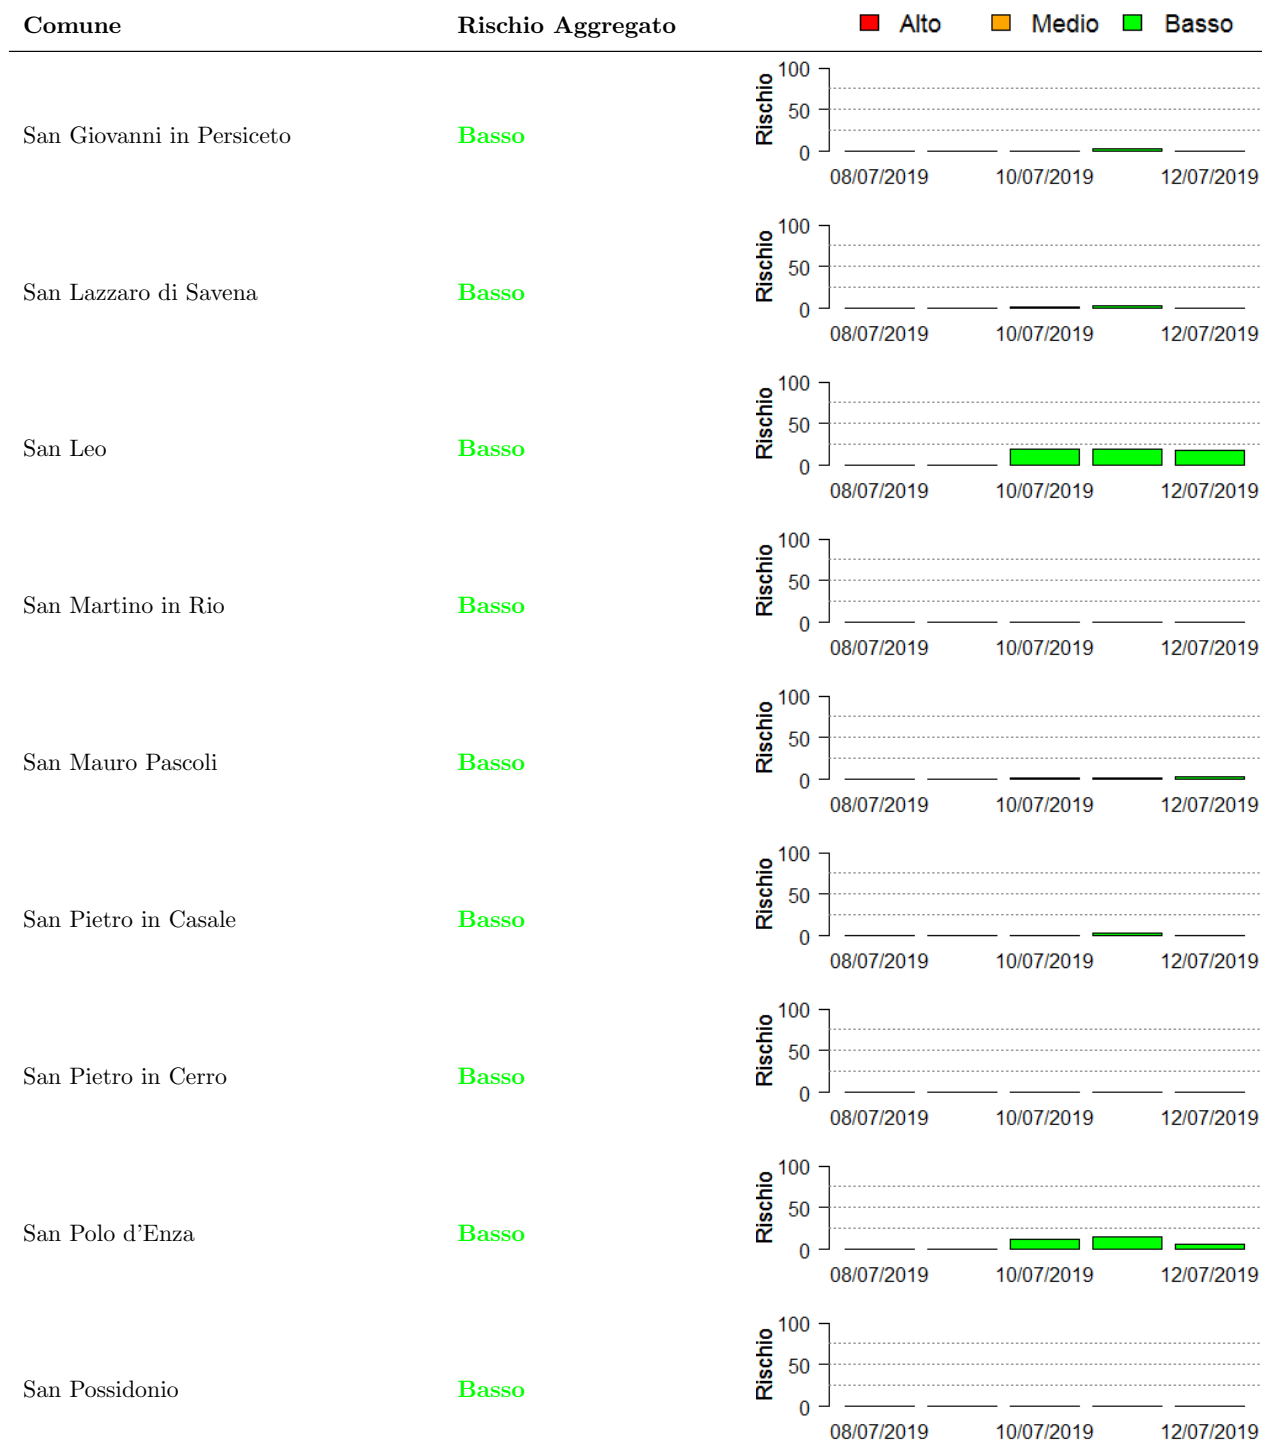 Comune Rischio Aggregato Alto Medio Basso
San Giovanni in Persiceto Basso Rischio 100 50 0
08/07/2019 10/07/2019 12/07/2019
San Lazzaro di Savena Basso Rischio 100 50 0
08/07/2019 10/07/2019 12/07/2019
San Leo Basso Rischio 100 50 0
08/07/2019 10/07/2019 12/07/2019
San Martino in Rio Basso Rischio 100 50 0
08/07/2019 10/07/2019 12/07/2019
San Mauro Pascoli Basso Rischio 100 50 0
08/07/2019 10/07/2019 12/07/2019
San Pietro in Casale Basso Rischio 100 50 0
08/07/2019 10/07/2019 12/07/2019
San Pietro in Cerro Basso Rischio 100 50 0
08/07/2019 10/07/2019 12/07/2019
San Polo d'Enza Basso Rischio 100 50 0
08/07/2019 10/07/2019 12/07/2019
San Possidonio Basso Rischio 100 50 0
08/07/2019 10/07/2019 12/07/2019